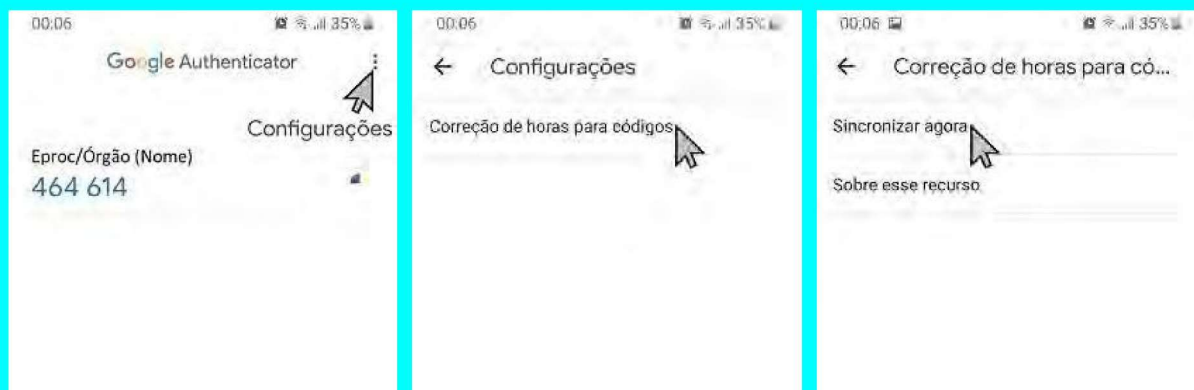 00:06 35%
Google Authenticator
Configurações
Eproc/Órgão (Nome)
464 614
00:06 35%
Configurações
Correção de horas para códigos
00:06 35%
Correção de horas para có...
Sincronizar agora
Sobre esse recurso